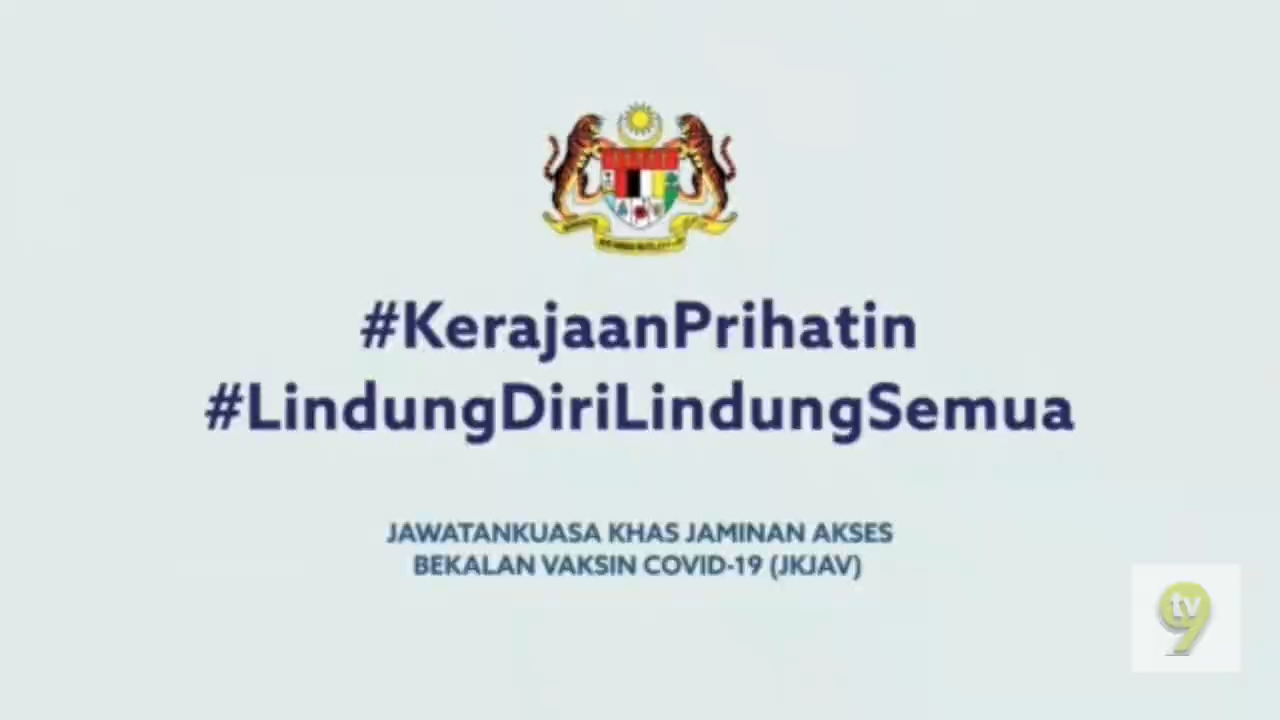 #KerajaanPrihatin
#LindungDiriLindungSemua
JAWATANKUASA KHAS JAMINAN AKSES
BEKALAN VAKSIN COVID-19 (JKJAV)
tv9